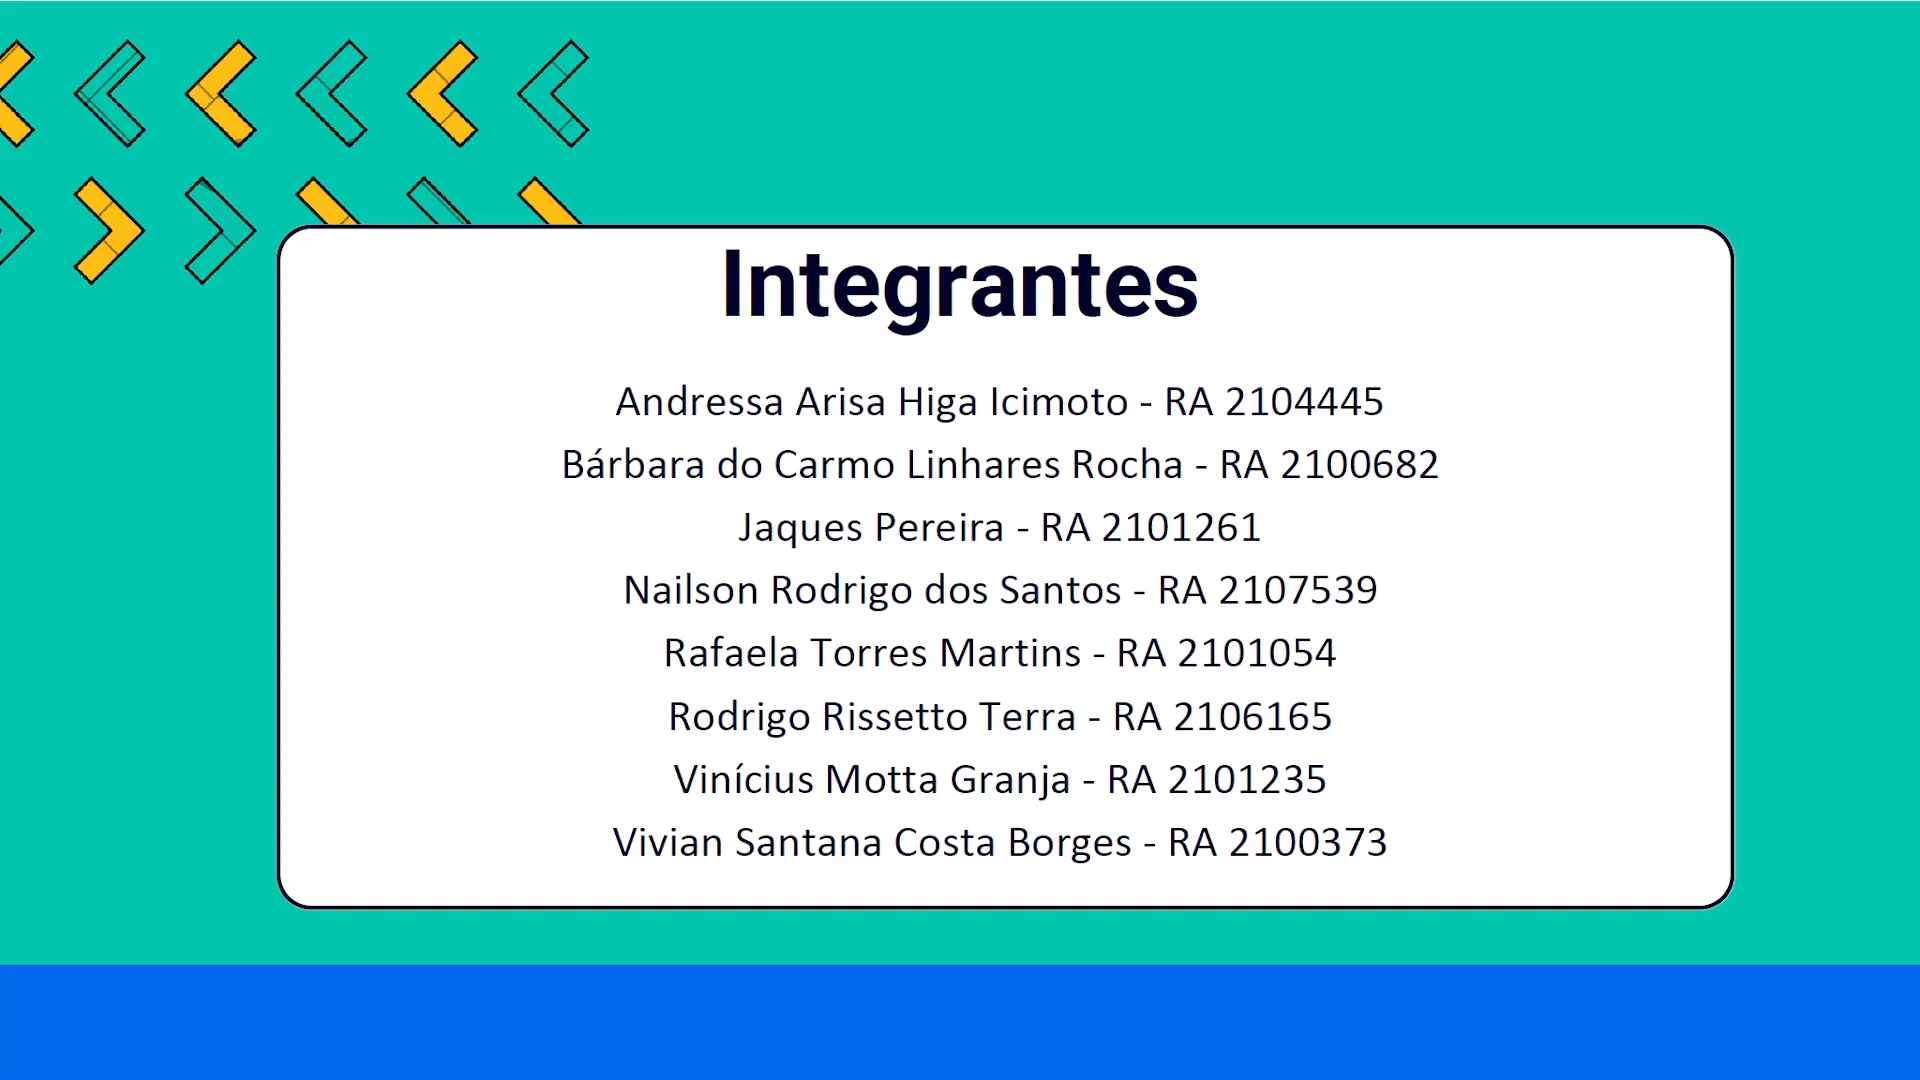 Integrantes
Andressa Arisa Higa Icimoto - RA 2104445
Bárbara do Carmo Linhares Rocha - RA 2100682
Jaques Pereira - RA 2101261
Nailson Rodrigo dos Santos - RA 2107539
Rafaela Torres Martins - RA 2101054
Rodrigo Rissetto Terra - RA 2106165
Vinícius Motta Granja - RA 2101235
Vivian Santana Costa Borges - RA 2100373